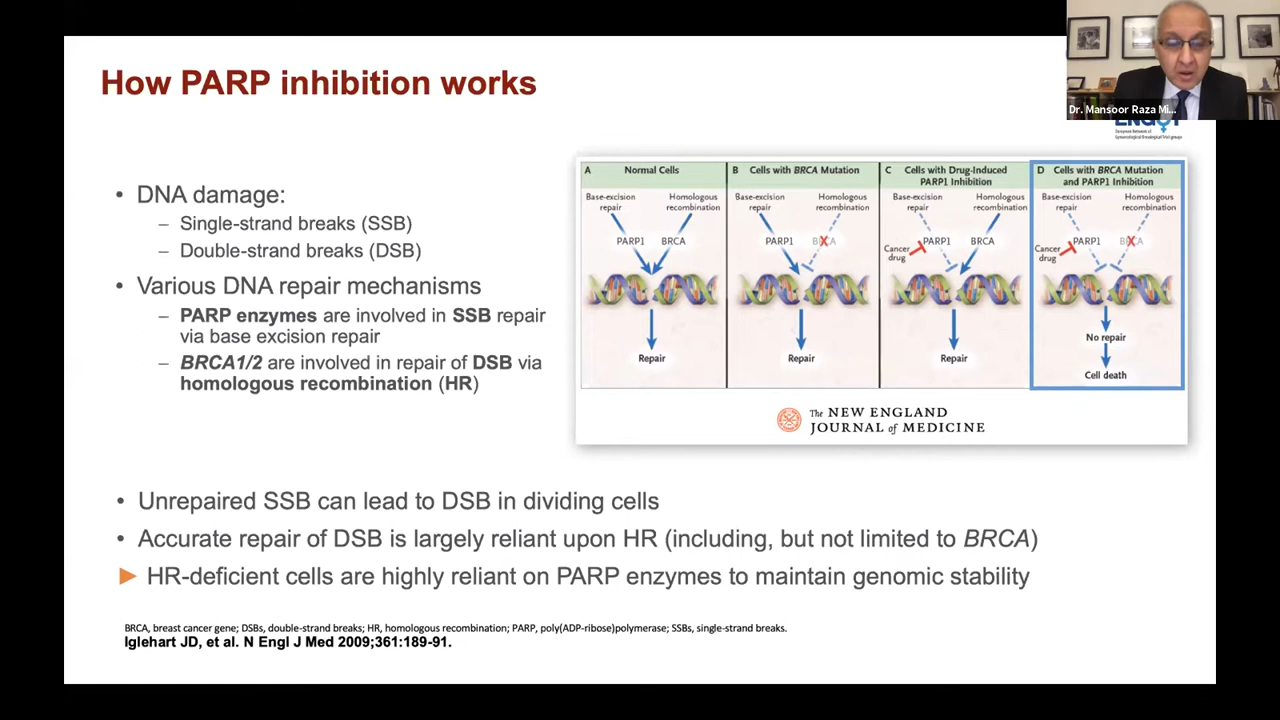 How PARP inhibition works
Dr. Mansoor Raza Mi...
European Network of
Gynaecological Oncological Trial groups
• DNA damage:
– Single-strand breaks (SSB)
– Double-strand breaks (DSB)
• Various DNA repair mechanisms
– PARP enzymes are involved in SSB repair
via base excision repair
– BRCA1/2 are involved in repair of DSB via
homologous recombination (HR)
A Normal Cells
Base-excision
repair
Homologous
recombination
PARP1
BRCA
Repair
B Cells with BRCA Mutation
Base-excision
repair
Homologous
recombination
PARP1
BRCA
Repair
C Cells with Drug-Induced
PARP1 Inhibition
Base-excision
repair
Homologous
recombination
Cancer
drug
PARP1
BRCA
Repair
D Cells with BRCA Mutation
and PARP1 Inhibition
Base-excision
repair
Homologous
recombination
Cancer
drug
PARP1
BRCA
No repair
Cell death
The NEW ENGLAND
JOURNAL of MEDICINE
• Unrepaired SSB can lead to DSB in dividing cells
• Accurate repair of DSB is largely reliant upon HR (including, but not limited to BRCA)
► HR-deficient cells are highly reliant on PARP enzymes to maintain genomic stability
BRCA, breast cancer gene; DSBs, double-strand breaks; HR, homologous recombination; PARP, poly(ADP-ribose)polymerase; SSBs, single-strand breaks.
Iglehart JD, et al. N Engl J Med 2009;361:189-91.